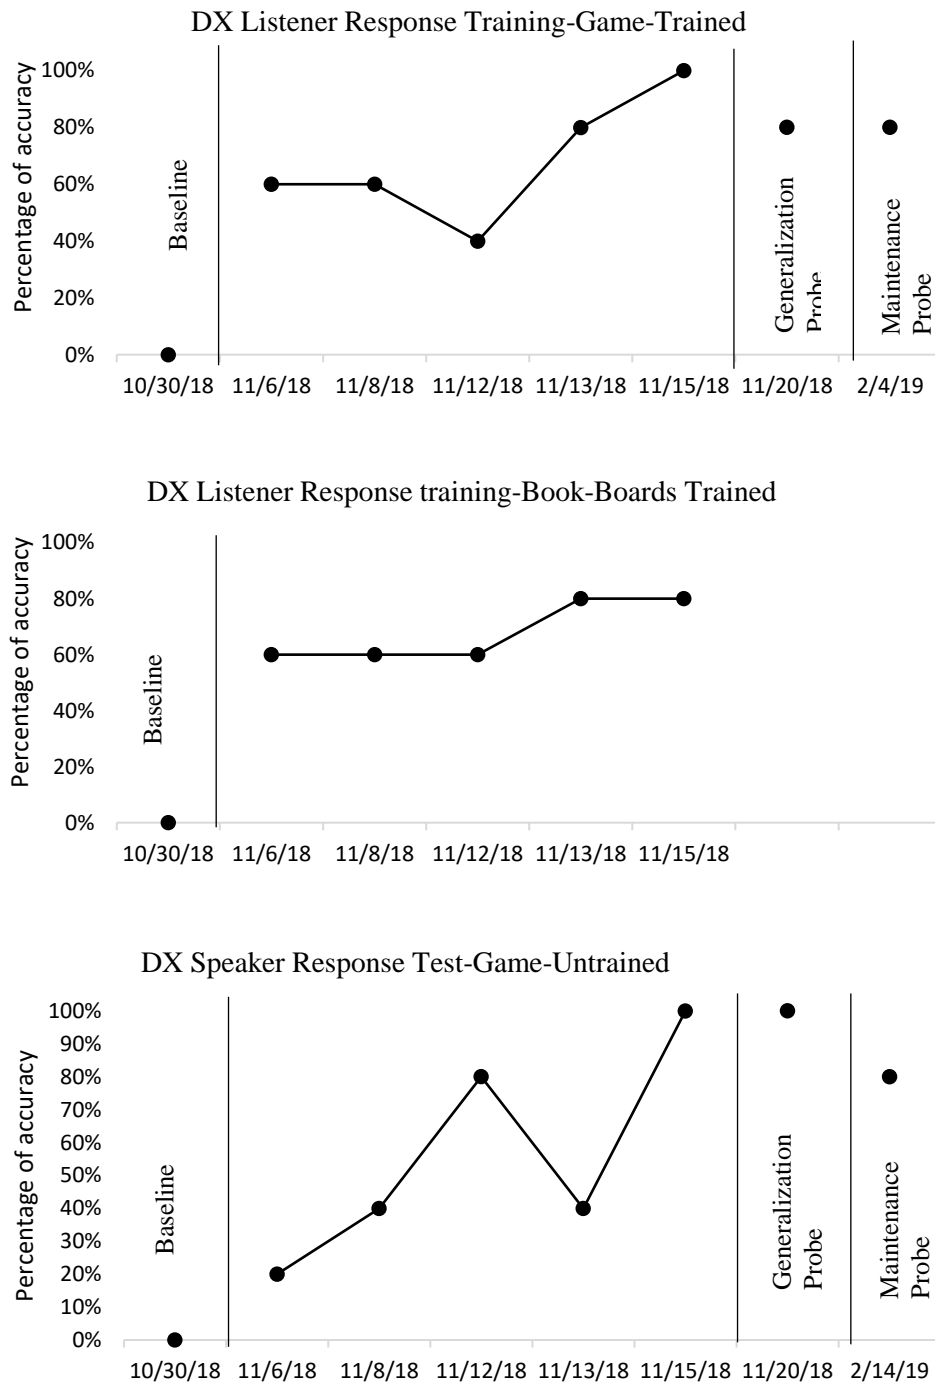 DX Listener Response Training-Game-Trained
Percentage of accuracy
100%
80%
60%
40%
20%
0%
Baseline
Generalization
Probe
Maintenance
Probe
10/30/18 11/6/18 11/8/18 11/12/18 11/13/18 11/15/18 11/20/18 2/4/19
DX Listener Response training-Book-Boards Trained
Percentage of accuracy
100%
80%
60%
40%
20%
0%
Baseline
10/30/18 11/6/18 11/8/18 11/12/18 11/13/18 11/15/18
DX Speaker Response Test-Game-Untrained
Percentage of accuracy
100%
90%
80%
70%
60%
50%
40%
30%
20%
10%
0%
Baseline
Generalization
Probe
Maintenance
Probe
10/30/18 11/6/18 11/8/18 11/12/18 11/13/18 11/15/18 11/20/18 2/14/19